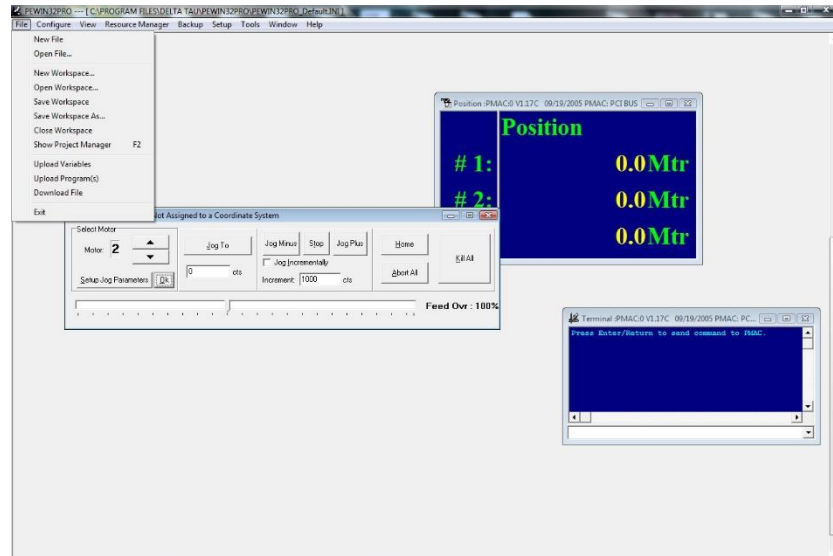 PEWIN32PRO --- [ C:\PROGRAM FILES\DELTA TAU\PEWIN32PRO\PEWIN32PRO_Default.INI ]
File Configure View Resource Manager Backup Setup Tools Window Help
New File
Open File...
New Workspace...
Open Workspace...
Save Workspace
Save Workspace As...
Close Workspace
Show Project Manager F2
Upload Variables
Upload Program(s)
Download File
Exit
Position :PMAC:0 V1.17C 09/19/2005 PMAC: PCI BUS
Position
# 1: 0.0Mtr
# 2: 0.0Mtr
0.0Mtr
Not Assigned to a Coordinate System
Select Motor
Motor: 2
Setup Jog Parameters Ok
Jog To
0 cts
Jog Minus Stop Jog Plus
Jog Incrementally
Increment: 1000 cts
Home
Abort All
Kill All
Feed Ovr : 100%
Terminal :PMAC:0 V1.17C 09/19/2005 PMAC: PC...
Press Enter/Return to send command to PMAC.